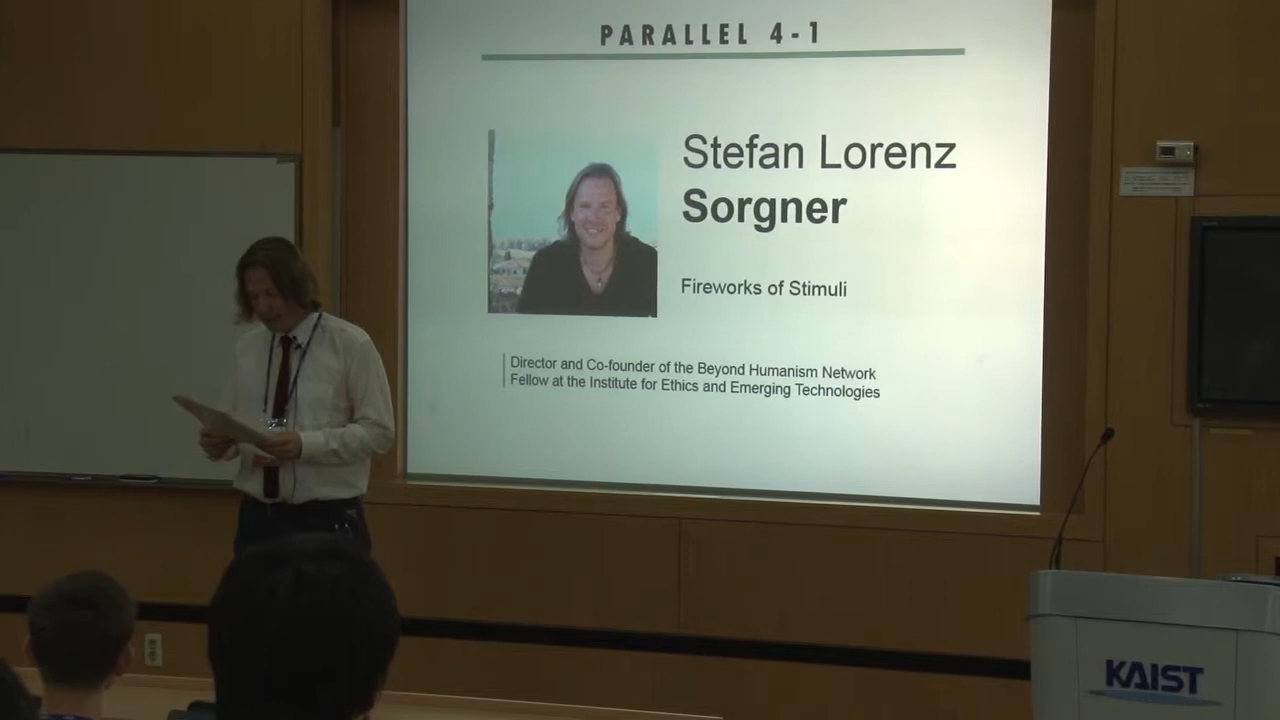 PARALLEL 4-1
Stefan Lorenz
Sorgner
Fireworks of Stimuli
Director and Co-founder of the Beyond Humanism Network
Fellow at the Institute for Ethics and Emerging Technologies
KAIST